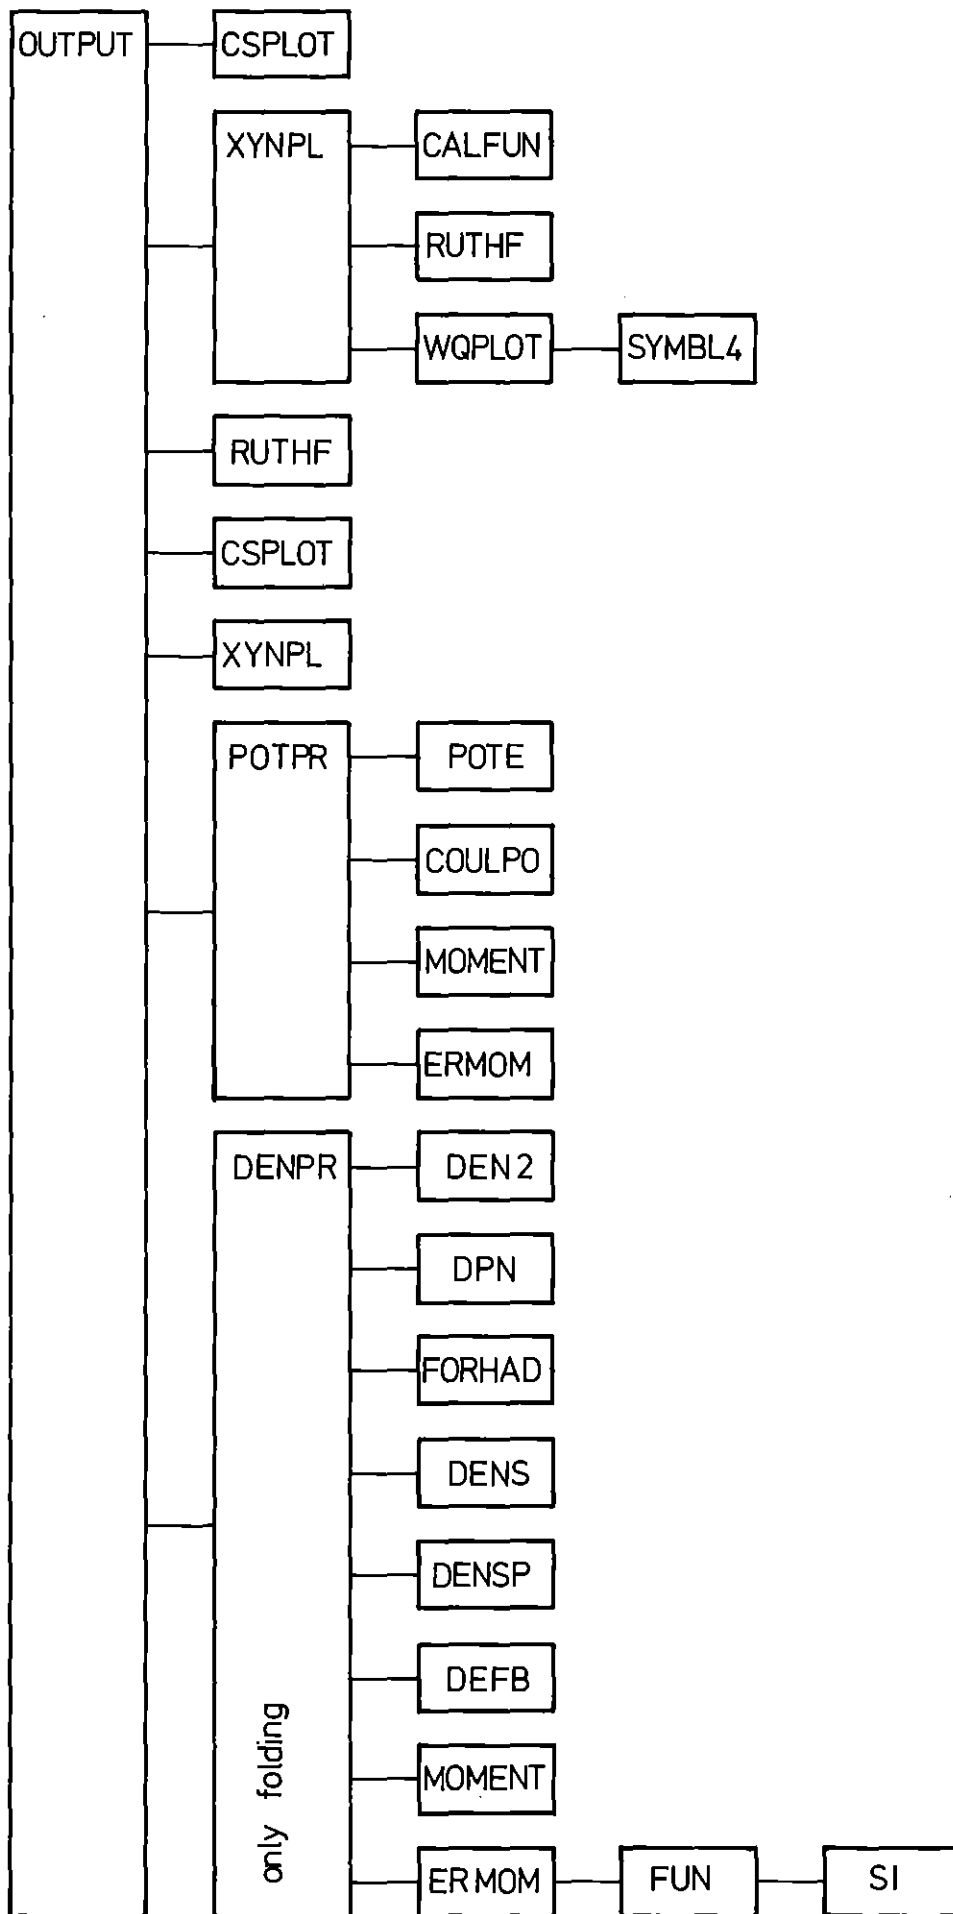 OUTPUT
CSPLOT
XYNPL
CALFUN
RUTHF
WQPLOT
SYMBL4
RUTHF
CSPLOT
XYNPL
POTPR
POTE
COULPO
MOMENT
ERMOM
DENPR
only folding
DEN2
DPN
FORHAD
DENS
DENSP
DEFB
MOMENT
ERMOM
FUN
SI